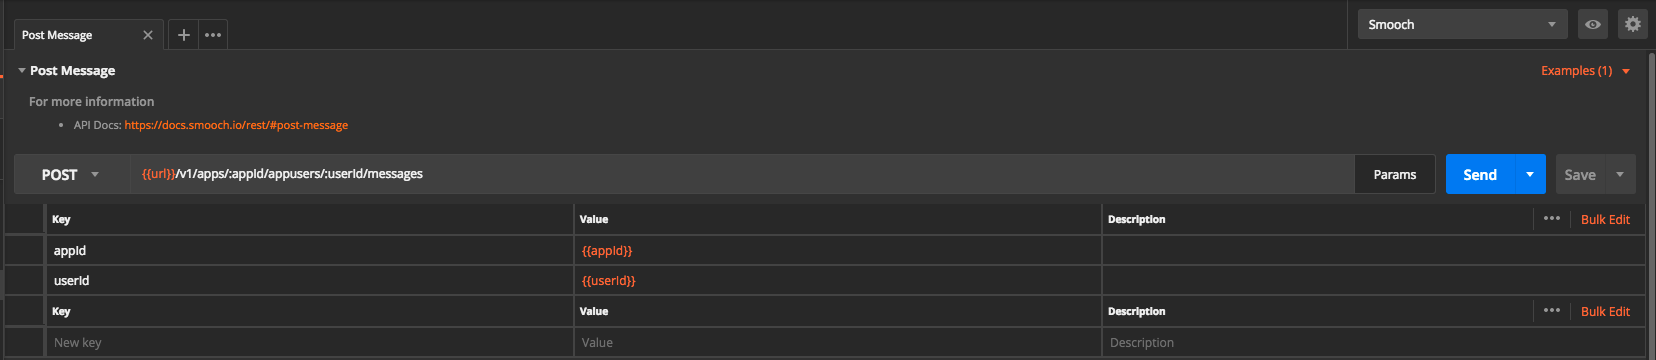 Post Message
Smooch
Post Message
Examples (1)
For more information
• API Docs: https://docs.smooch.io/rest/#post-message
POST {{url}}/v1/apps/:appId/appusers/:userId/messages Params Send Save
Key Value Description ••• Bulk Edit
appId {{appId}}
userId {{userId}}
Key Value Description ••• Bulk Edit
New key Value Description